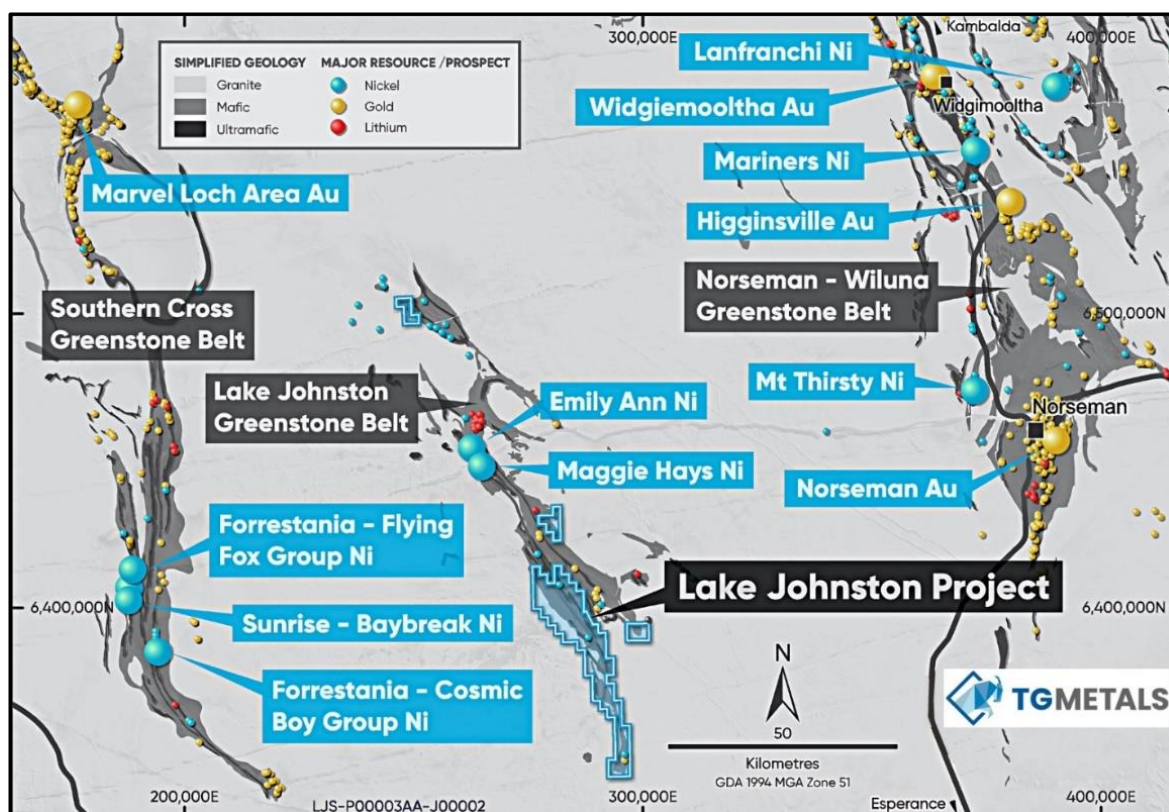 300,000E
Kambalda
400,000E
SIMPLIFIED GEOLOGY
Granite
Mafic
Ultramafic
MAJOR RESOURCE /PROSPECT
Nickel
Gold
Lithium
Lanfranchi Ni
Widgiemooltha Au
Widgimooltha
Mariners Ni
Marvel Loch Area Au
Higginsville Au
Norseman - Wiluna
Greenstone Belt
Southern Cross
Greenstone Belt
6,500,000N
Lake Johnston
Greenstone Belt
Emily Ann Ni
Mt Thirsty Ni
Norseman
Maggie Hays Ni
Norseman Au
Forrestania - Flying
Fox Group Ni
Lake Johnston Project
6,400,000N
6,400,000N
Sunrise - Baybreak Ni
N
Forrestania - Cosmic
Boy Group Ni
TGMETALS
50
Kilometres
GDA 1994 MGA Zone 51
200,000E
LJS-P00003AA-J00002
300,000E
Esperance
400,000E